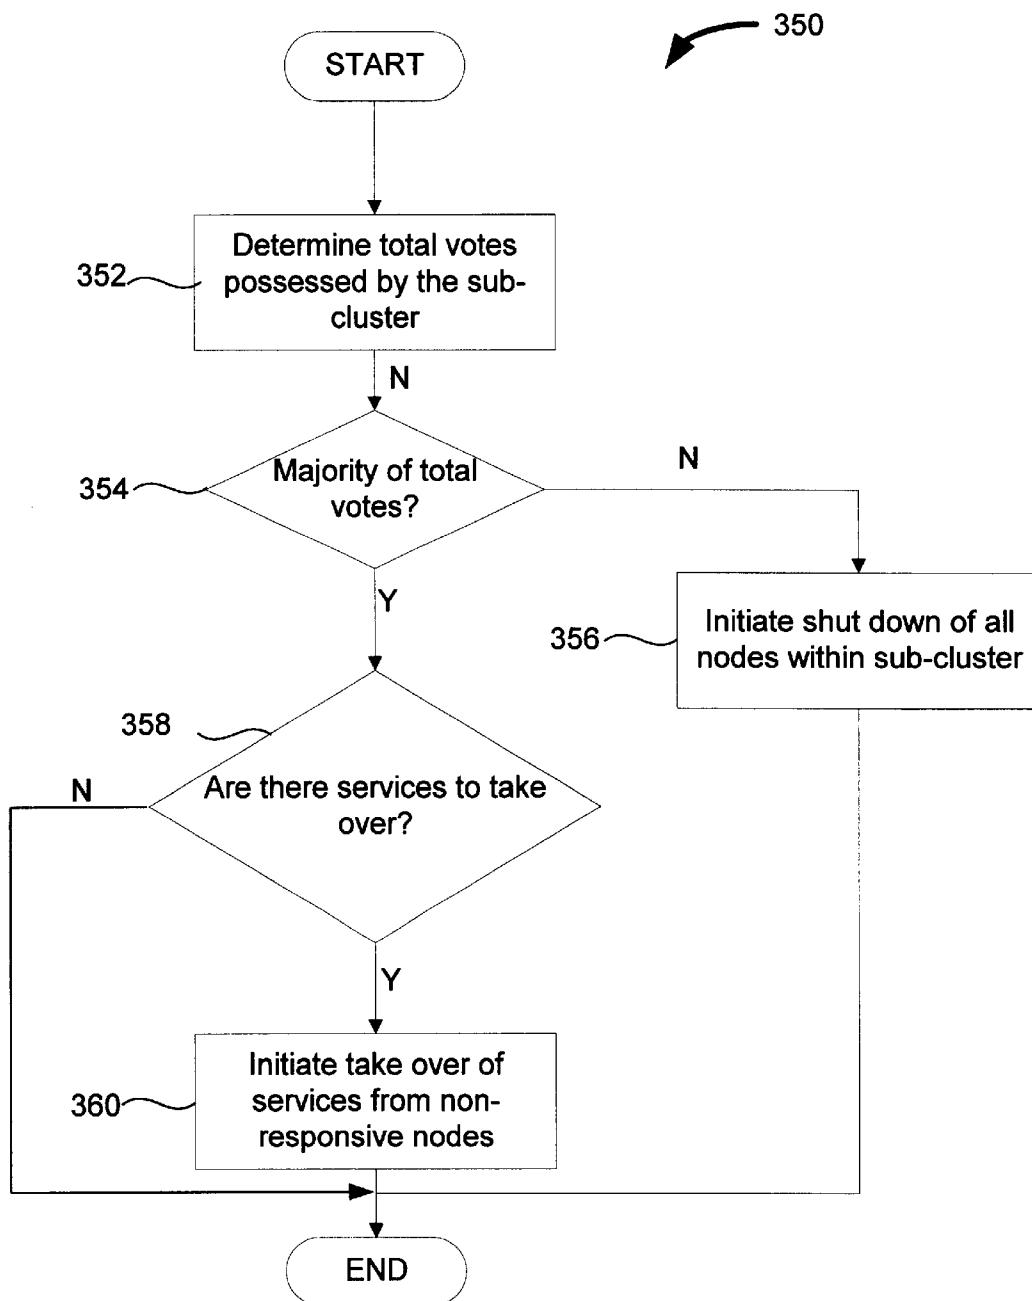 350
START
352
Determine total votes
possessed by the sub-
cluster
N
354
Majority of total
votes?
N
Y
356
Initiate shut down of all
nodes within sub-cluster
358
N
Are there services to take
over?
Y
360
Initiate take over of
services from non-
responsive nodes
END